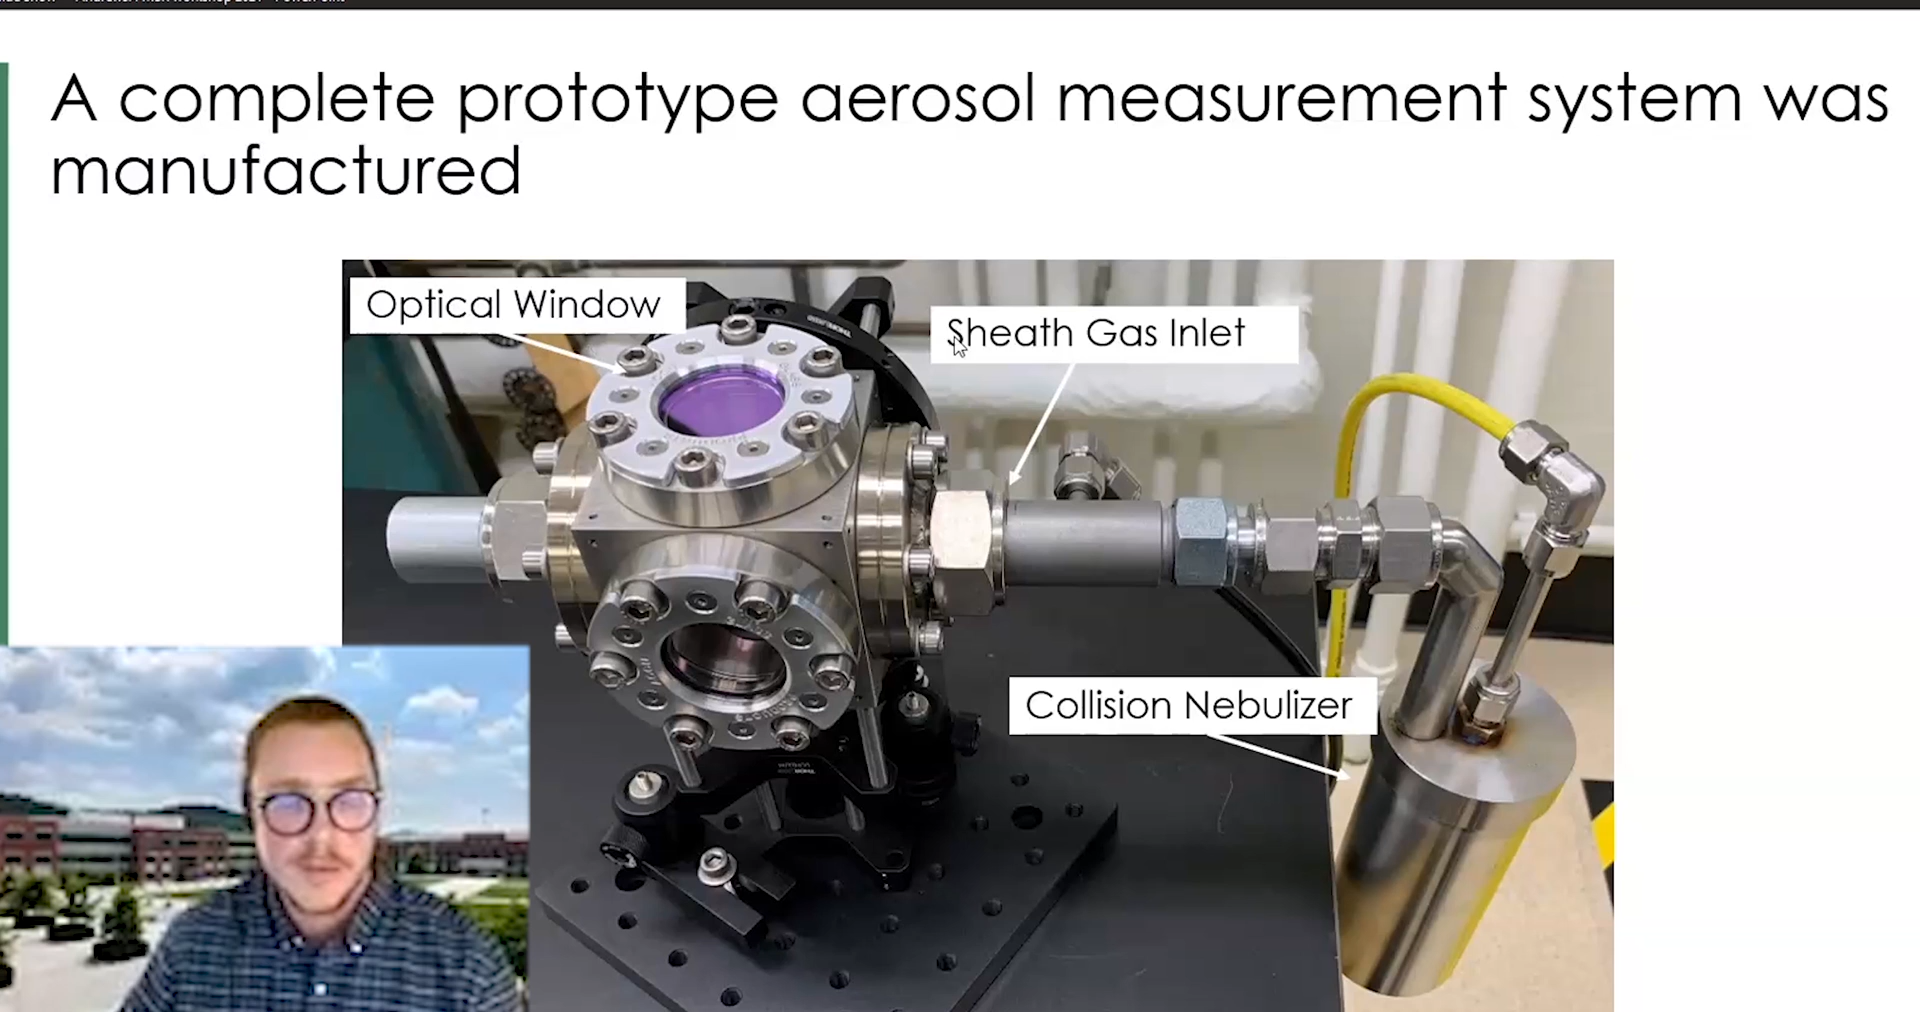 A complete prototype aerosol measurement system was
manufactured
Optical Window
Sheath Gas Inlet
Collision Nebulizer